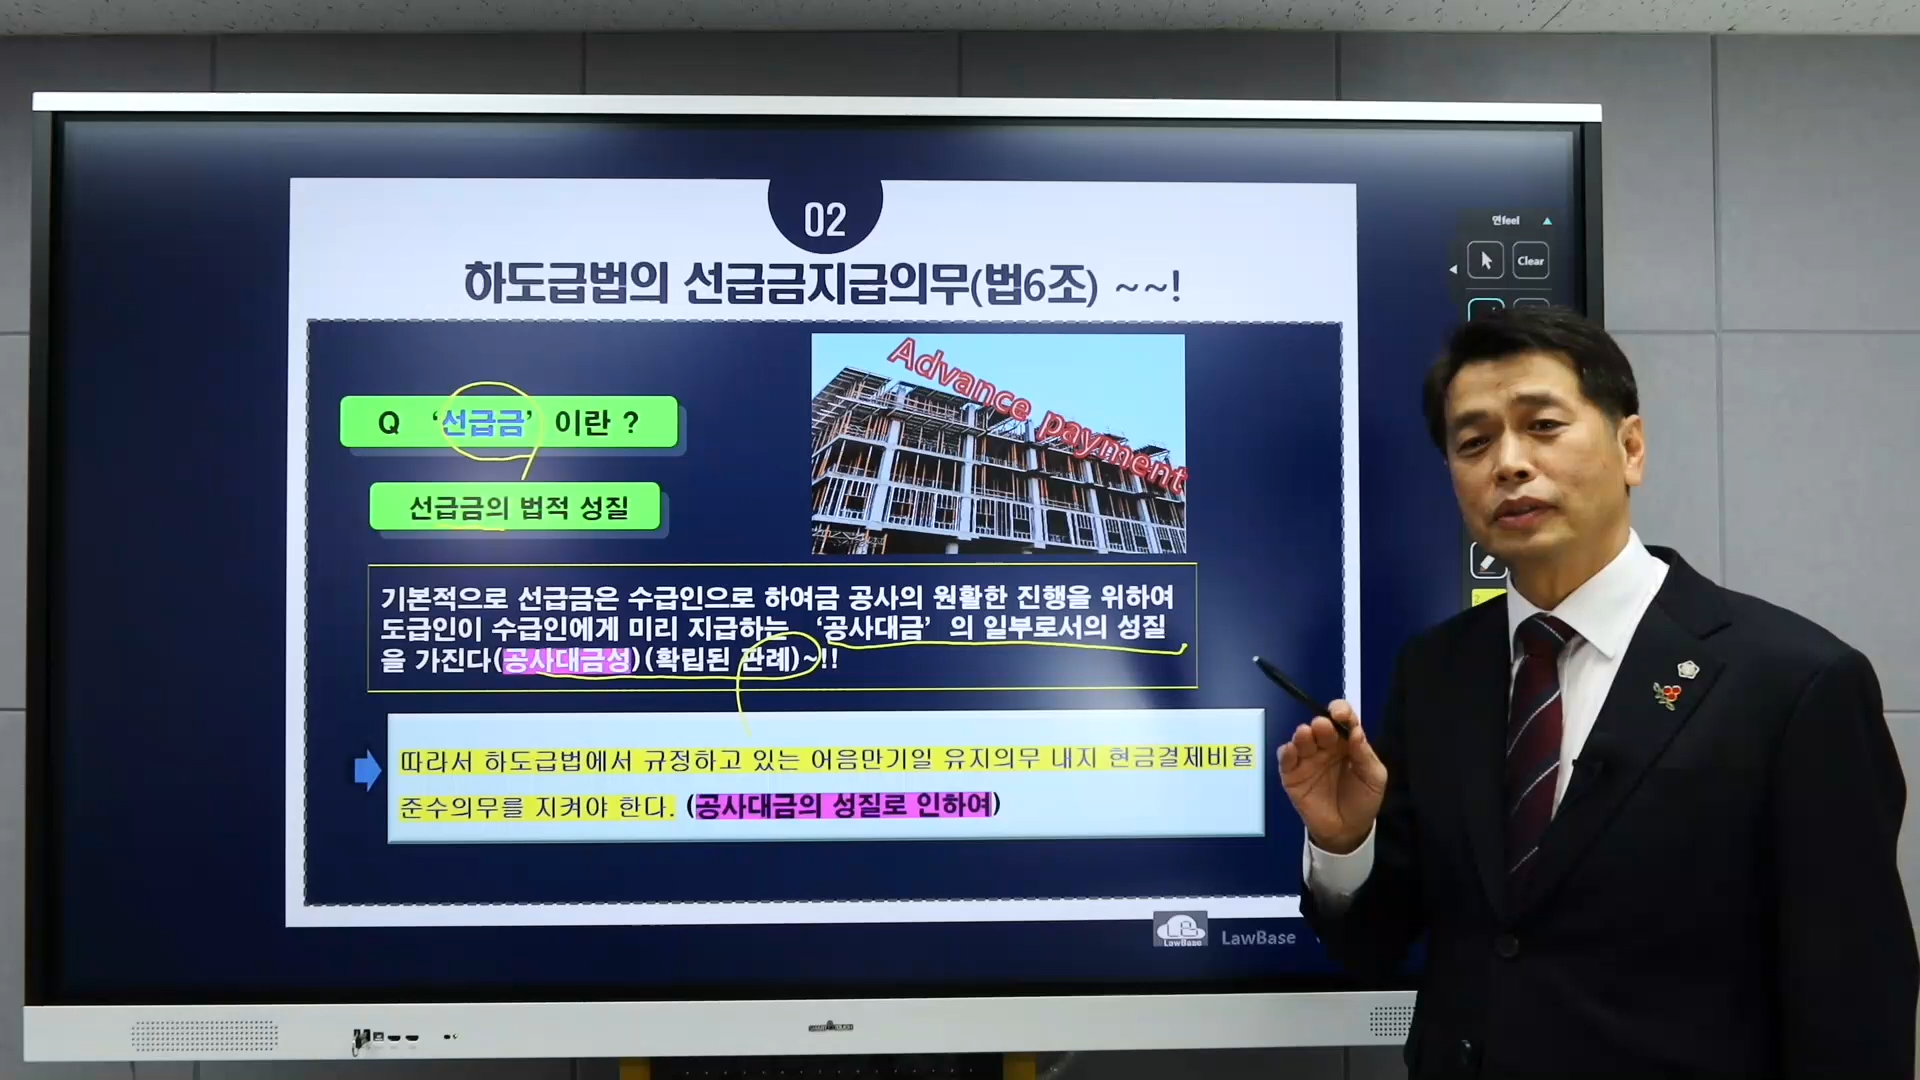 02
하도급법의 선급금지급의무(법6조) ~~!
연feel
Clear
Advance payment
Q ‘선급금’ 이란 ?
선급금의 법적 성질
기본적으로 선급금은 수급인으로 하여금 공사의 원활한 진행을 위하여
도급인이 수급인에게 미리 지급하는 ‘공사대금’ 의 일부로서의 성질
을 가진다(공사대금성)(확립된 판례)~!!
따라서 하도급법에서 규정하고 있는 어음만기일 유지의무 내지 현금결제비율
준수의무를 지켜야 한다. (공사대금의 성질로 인하여)
LawBase
LawBase